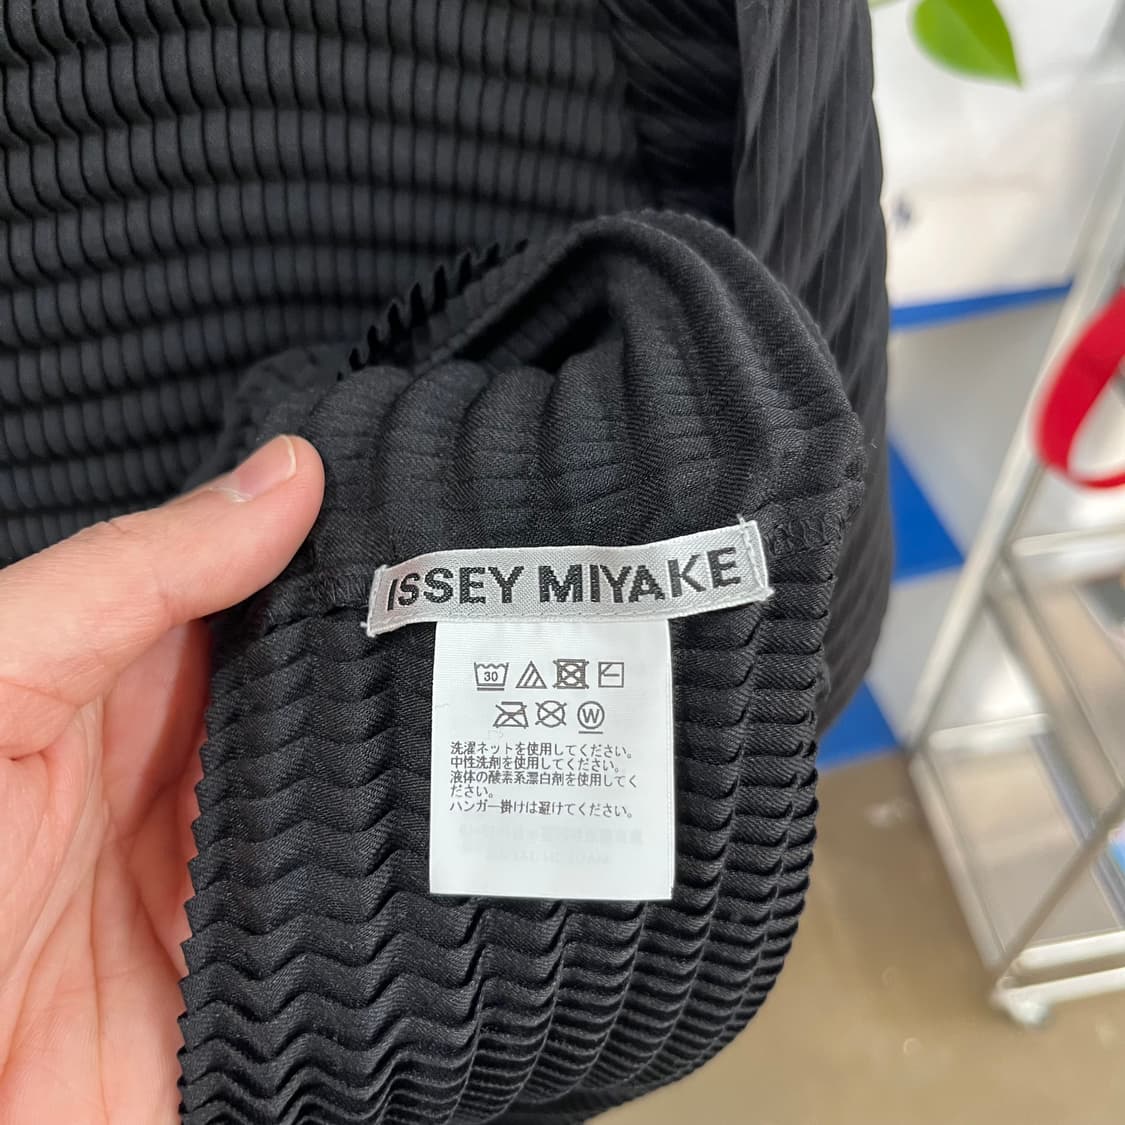 ISSEY MIYAKE
30
W
洗濯ネットを使用してください。
中性洗剤を使用してください。
液体の酸素系漂白剤を使用してく
ださい。
ハンガー掛けは避けてください。